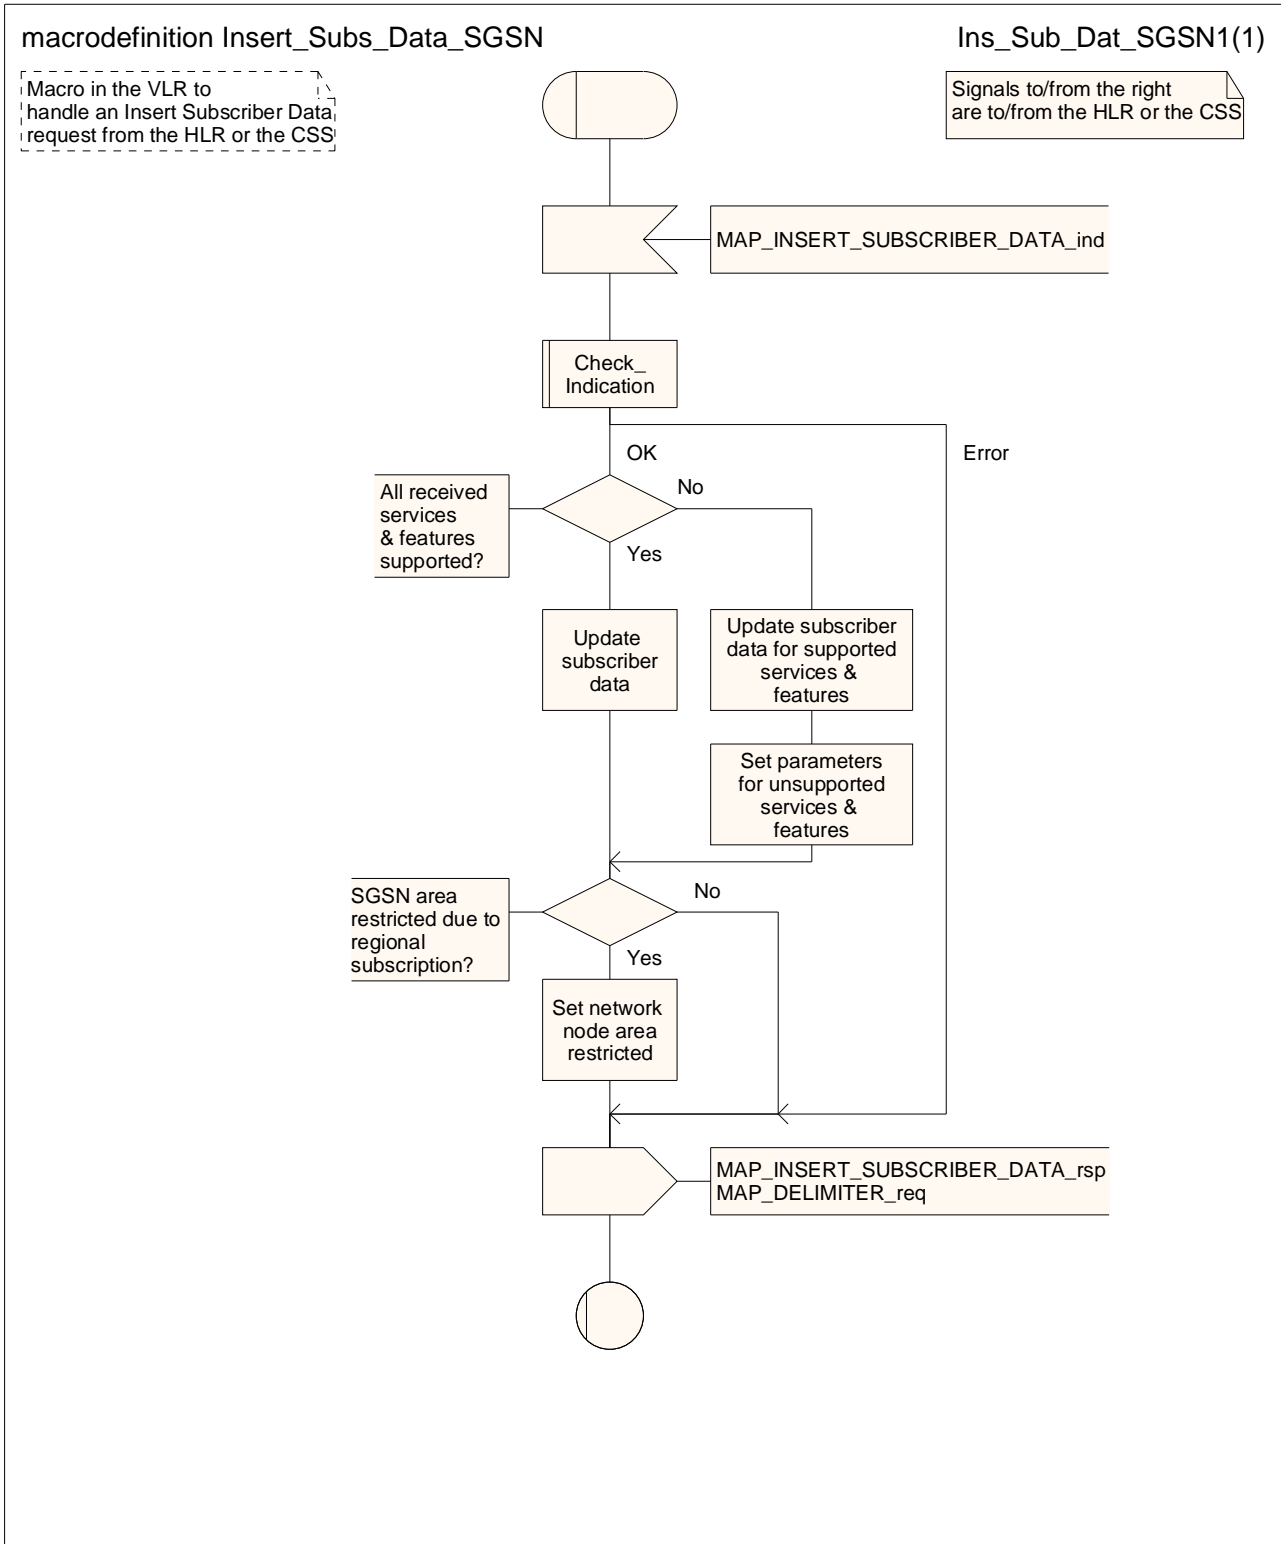 macrodefinition Insert_Subs_Data_SGSN
Ins_Sub_Dat_SGSN1(1)
Macro in the VLR to
handle an Insert Subscriber Data
request from the HLR or the CSS
Signals to/from the right
are to/from the HLR or the CSS
MAP_INSERT_SUBSCRIBER_DATA_ind
Check_
Indication
OK
Error
All received
services
& features
supported?
No
Yes
Update
subscriber
data
Update subscriber
data for supported
services &
features
Set parameters
for unsupported
services &
features
SGSN area
restricted due to
regional
subscription?
No
Yes
Set network
node area
restricted
MAP_INSERT_SUBSCRIBER_DATA_rsp
MAP_DELIMITER_req